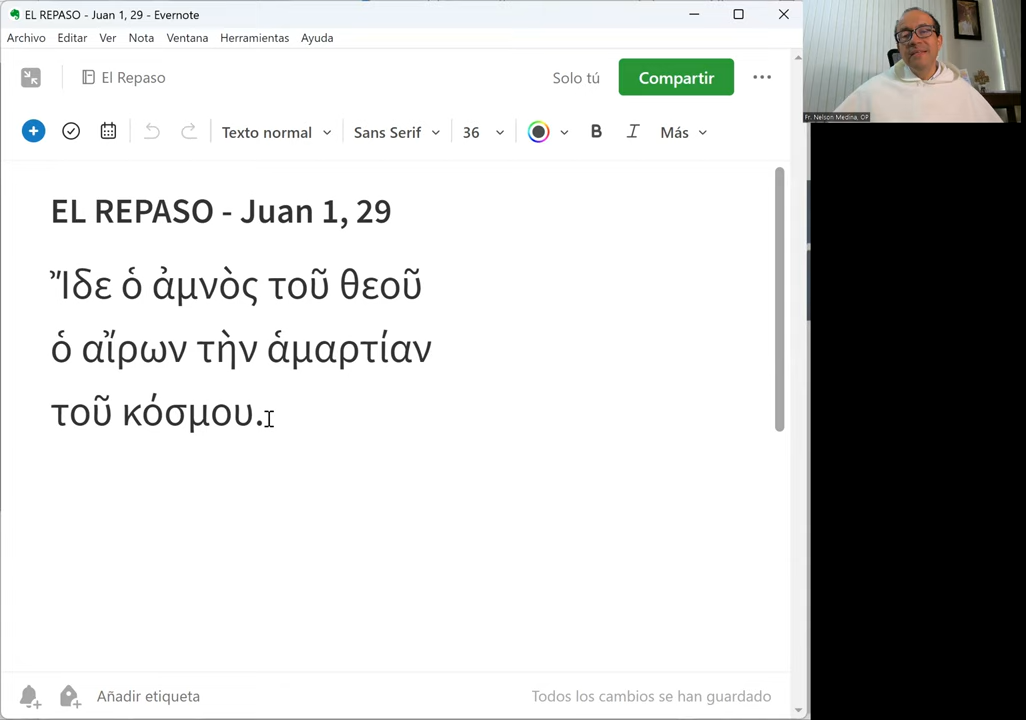 EL REPASO - Juan 1, 29 - Evernote
Archivo Editar Ver Nota Ventana Herramientas Ayuda
El Repaso Solo tú Compartir
Texto normal Sans Serif 36 B I Más
EL REPASO - Juan 1, 29
Ἴδε ὁ ἀμνὸς τοῦ θεοῦ
ὁ αἴρων τὴν ἁμαρτίαν
τοῦ κόσμου.
Añadir etiqueta Todos los cambios se han guardado
Fr. Nelson Medina, OP